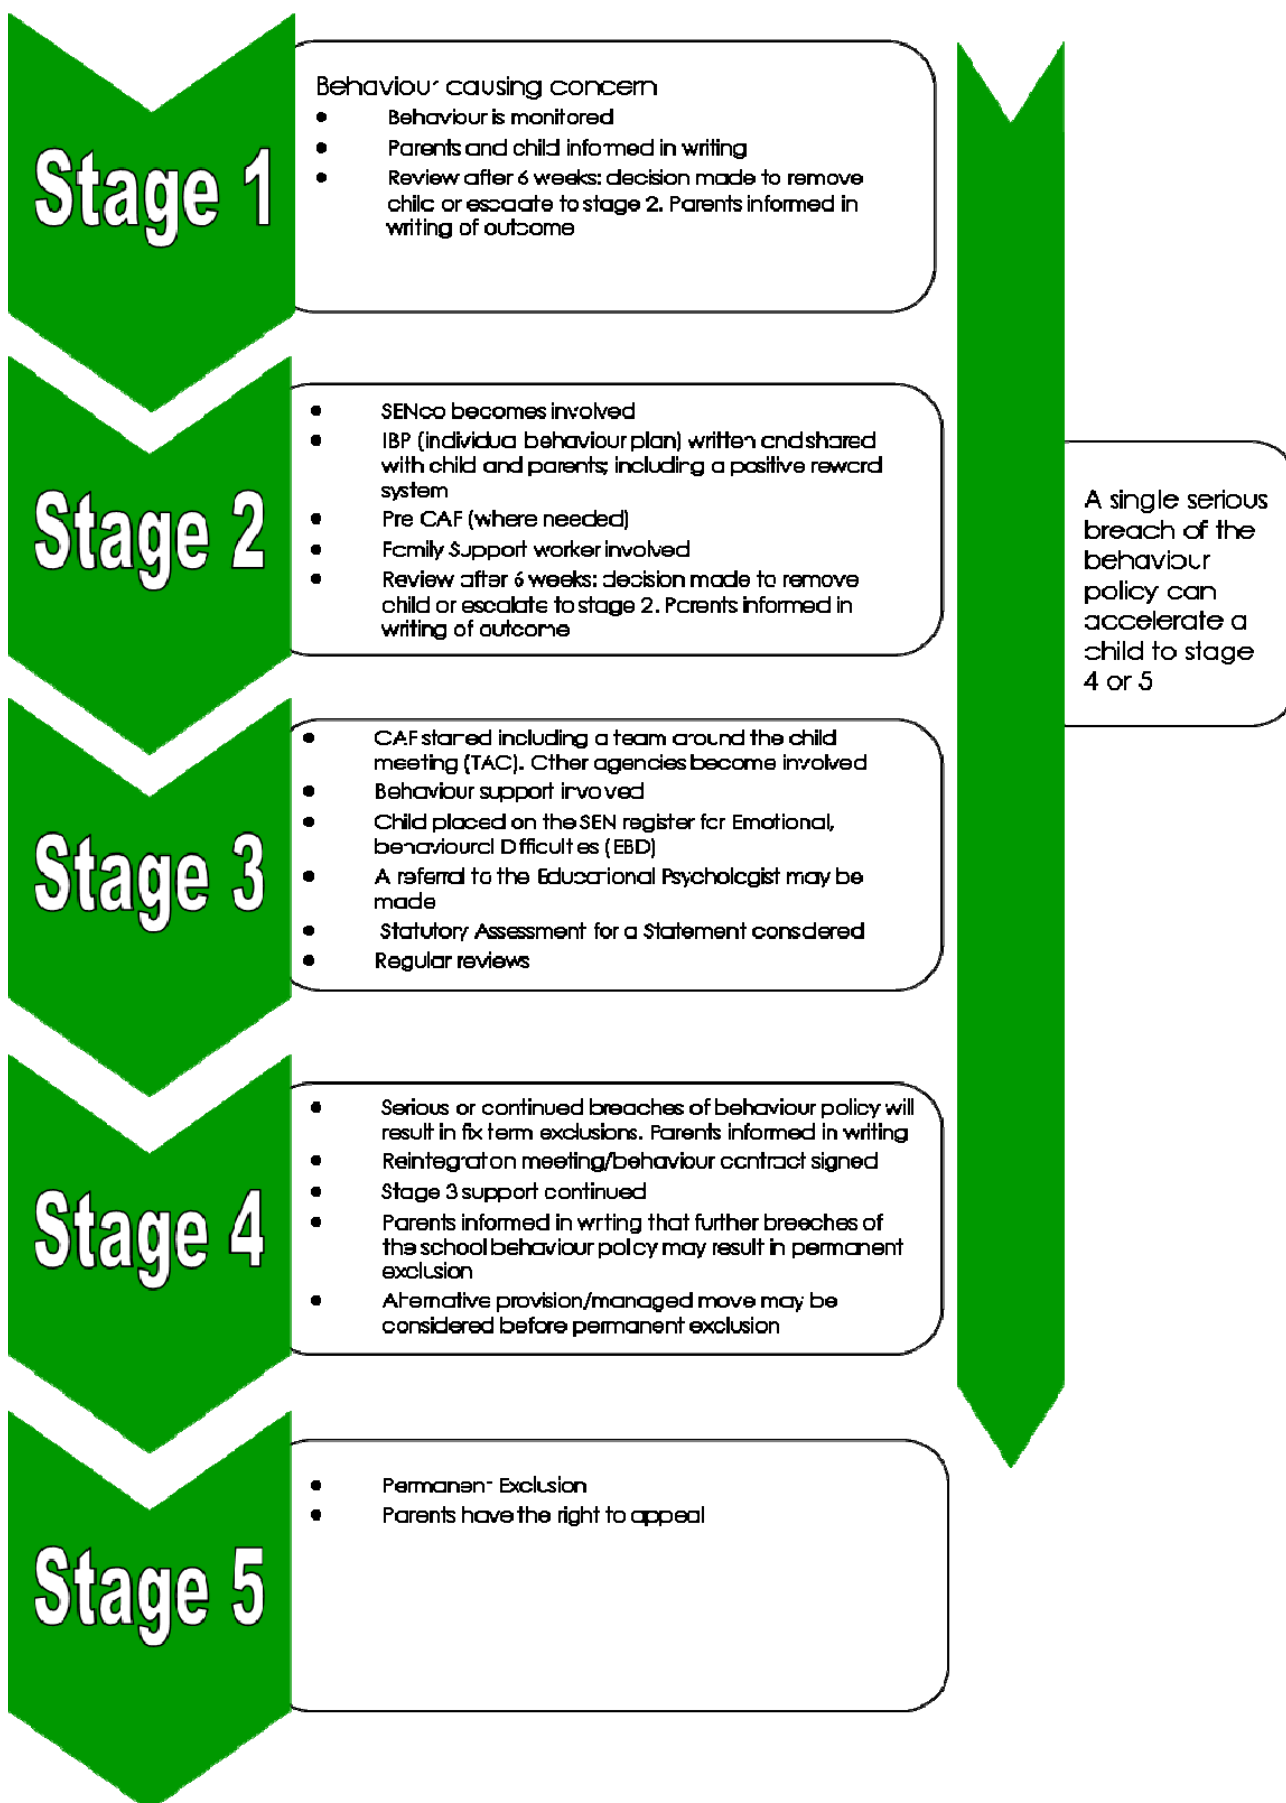 Stage 1
Behaviour causing concern
• Behaviour is monitored
• Parents and child informed in writing
• Review after 6 weeks: decision made to remove
child or escalate to stage 2. Parents informed in
writing of outcome
Stage 2
• SENco becomes involved
• IBP (individual behaviour plan) written and shared
with child and parents; including a positive reward
system
• Pre CAF (where needed)
• Family Support worker involved
• Review after 6 weeks: decision made to remove
child or escalate to stage 2. Parents informed in
writing of outcome
A single serious
breach of the
behaviour
policy can
accelerate a
child to stage
4 or 5
Stage 3
• CAF started including a team around the child
meeting (TAC). Other agencies become involved
• Behaviour support involved
• Child placed on the SEN register for Emotional,
behavioural Difficulties (EBD)
• A referral to the Educational Psychologist may be
made
• Statutory Assessment for a Statement considered
• Regular reviews
Stage 4
• Serious or continued breaches of behaviour policy will
result in fix term exclusions. Parents informed in writing
• Reintegration meeting/behaviour contract signed
• Stage 3 support continued
• Parents informed in writing that further breeches of
the school behaviour policy may result in permanent
exclusion
• Alternative provision/managed move may be
considered before permanent exclusion
Stage 5
• Permanent Exclusion
• Parents have the right to appeal